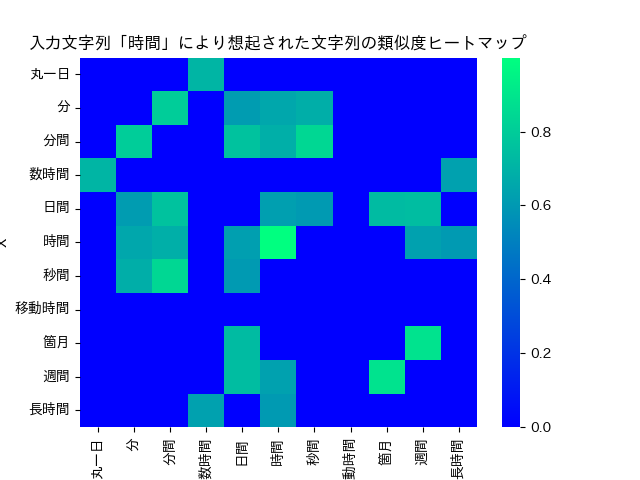 入力文字列「時間」により想起された文字列の類似度ヒートマップ
丸一日
分
分間
数時間
日間
時間
秒間
移動時間
箇月
週間
長時間
丸一日
分
分間
数時間
日間
時間
秒間
動時間
箇月
週間
長時間
0.8
0.6
0.4
0.2
0.0